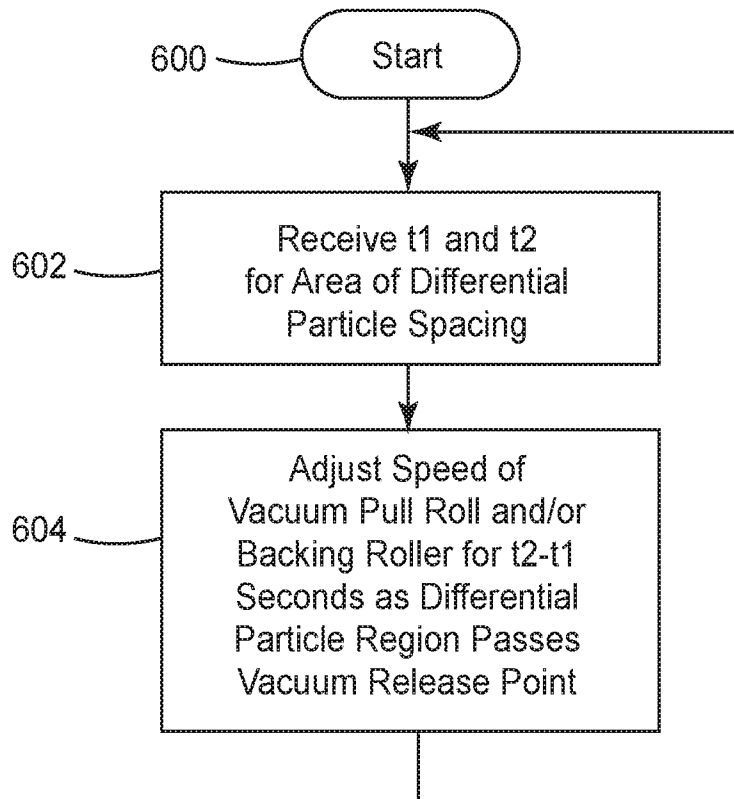 600
Start
602
Receive t1 and t2
for Area of Differential
Particle Spacing
604
Adjust Speed of
Vacuum Pull Roll and/or
Backing Roller for t2-t1
Seconds as Differential
Particle Region Passes
Vacuum Release Point